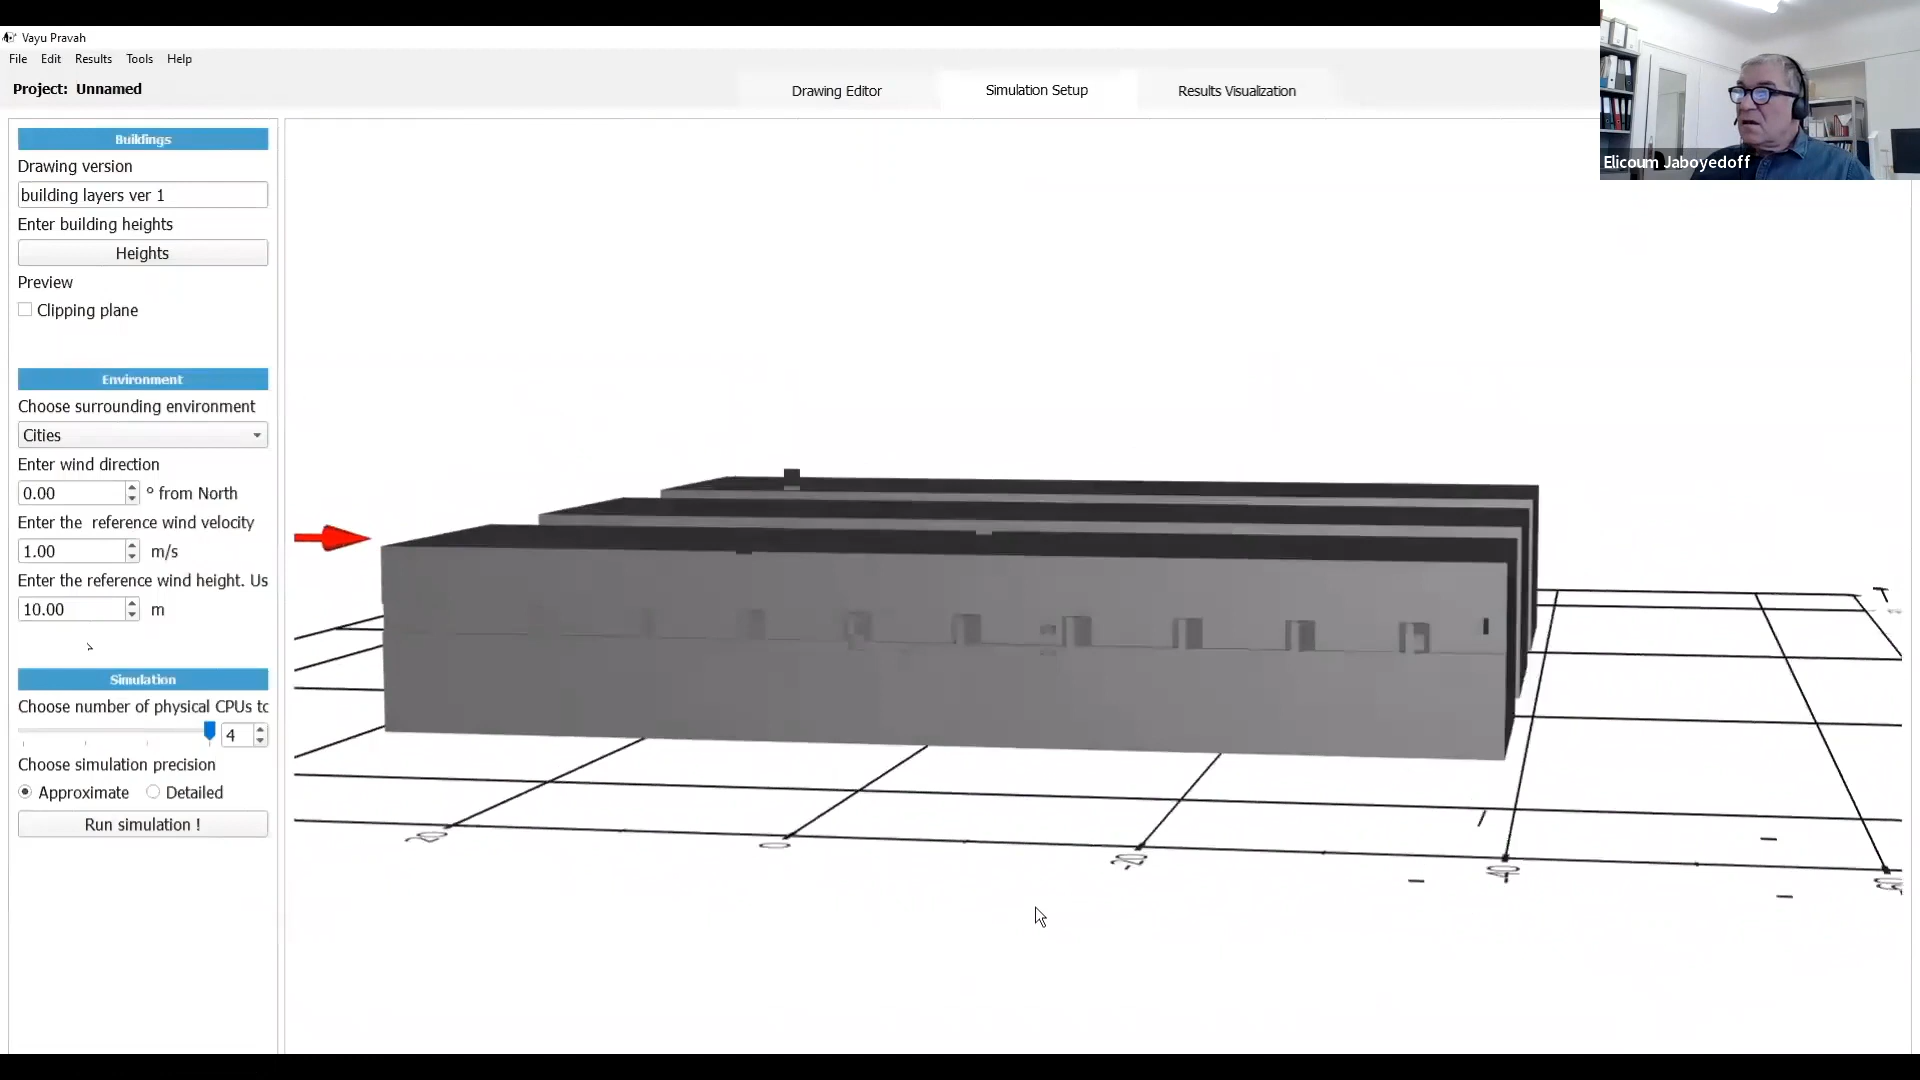 Vayu Pravah
File Edit Results Tools Help
Project: Unnamed
Drawing Editor
Simulation Setup
Results Visualization
Elicoum Jaboyedoff
Buildings
Drawing version
building layers ver 1
Enter building heights
Heights
Preview
Clipping plane
Environment
Choose surrounding environment
Cities
Enter wind direction
0.00 ° from North
Enter the reference wind velocity
1.00 m/s
Enter the reference wind height. Us
10.00 m
Simulation
Choose number of physical CPUs to
4
Choose simulation precision
Approximate Detailed
Run simulation !
0